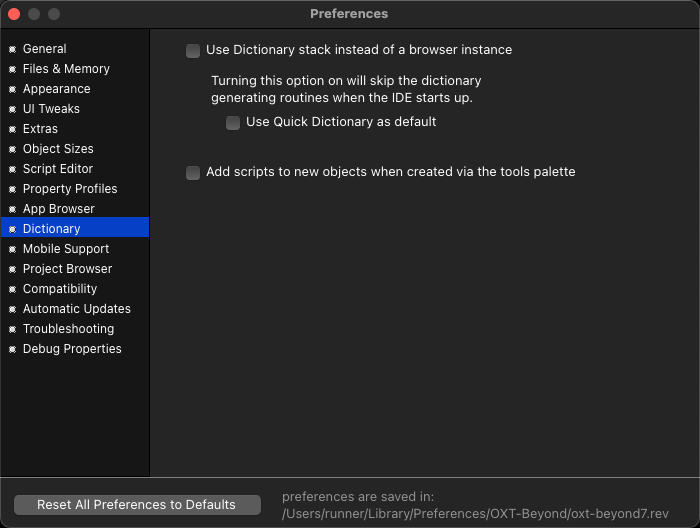 Preferences
General
Files & Memory
Appearance
UI Tweaks
Extras
Object Sizes
Script Editor
Property Profiles
App Browser
Dictionary
Mobile Support
Project Browser
Compatibility
Automatic Updates
Troubleshooting
Debug Properties
Use Dictionary stack instead of a browser instance
Turning this option on will skip the dictionary
generating routines when the IDE starts up.
Use Quick Dictionary as default
Add scripts to new objects when created via the tools palette
Reset All Preferences to Defaults
preferences are saved in:
/Users/runner/Library/Preferences/OXT-Beyond/oxt-beyond7.rev